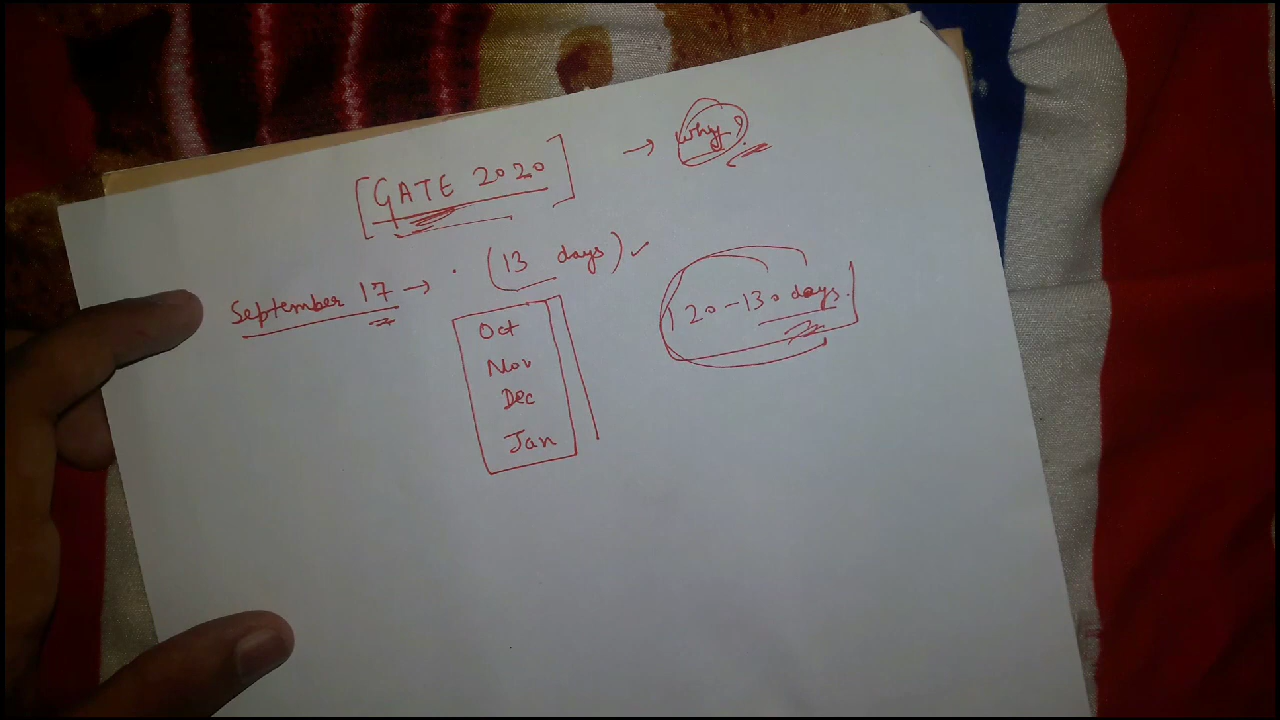 [GATE 2020] → Why?
September 17 → . (13 days) ✓
120-130 days.
Oct
Nov
Dec
Jan